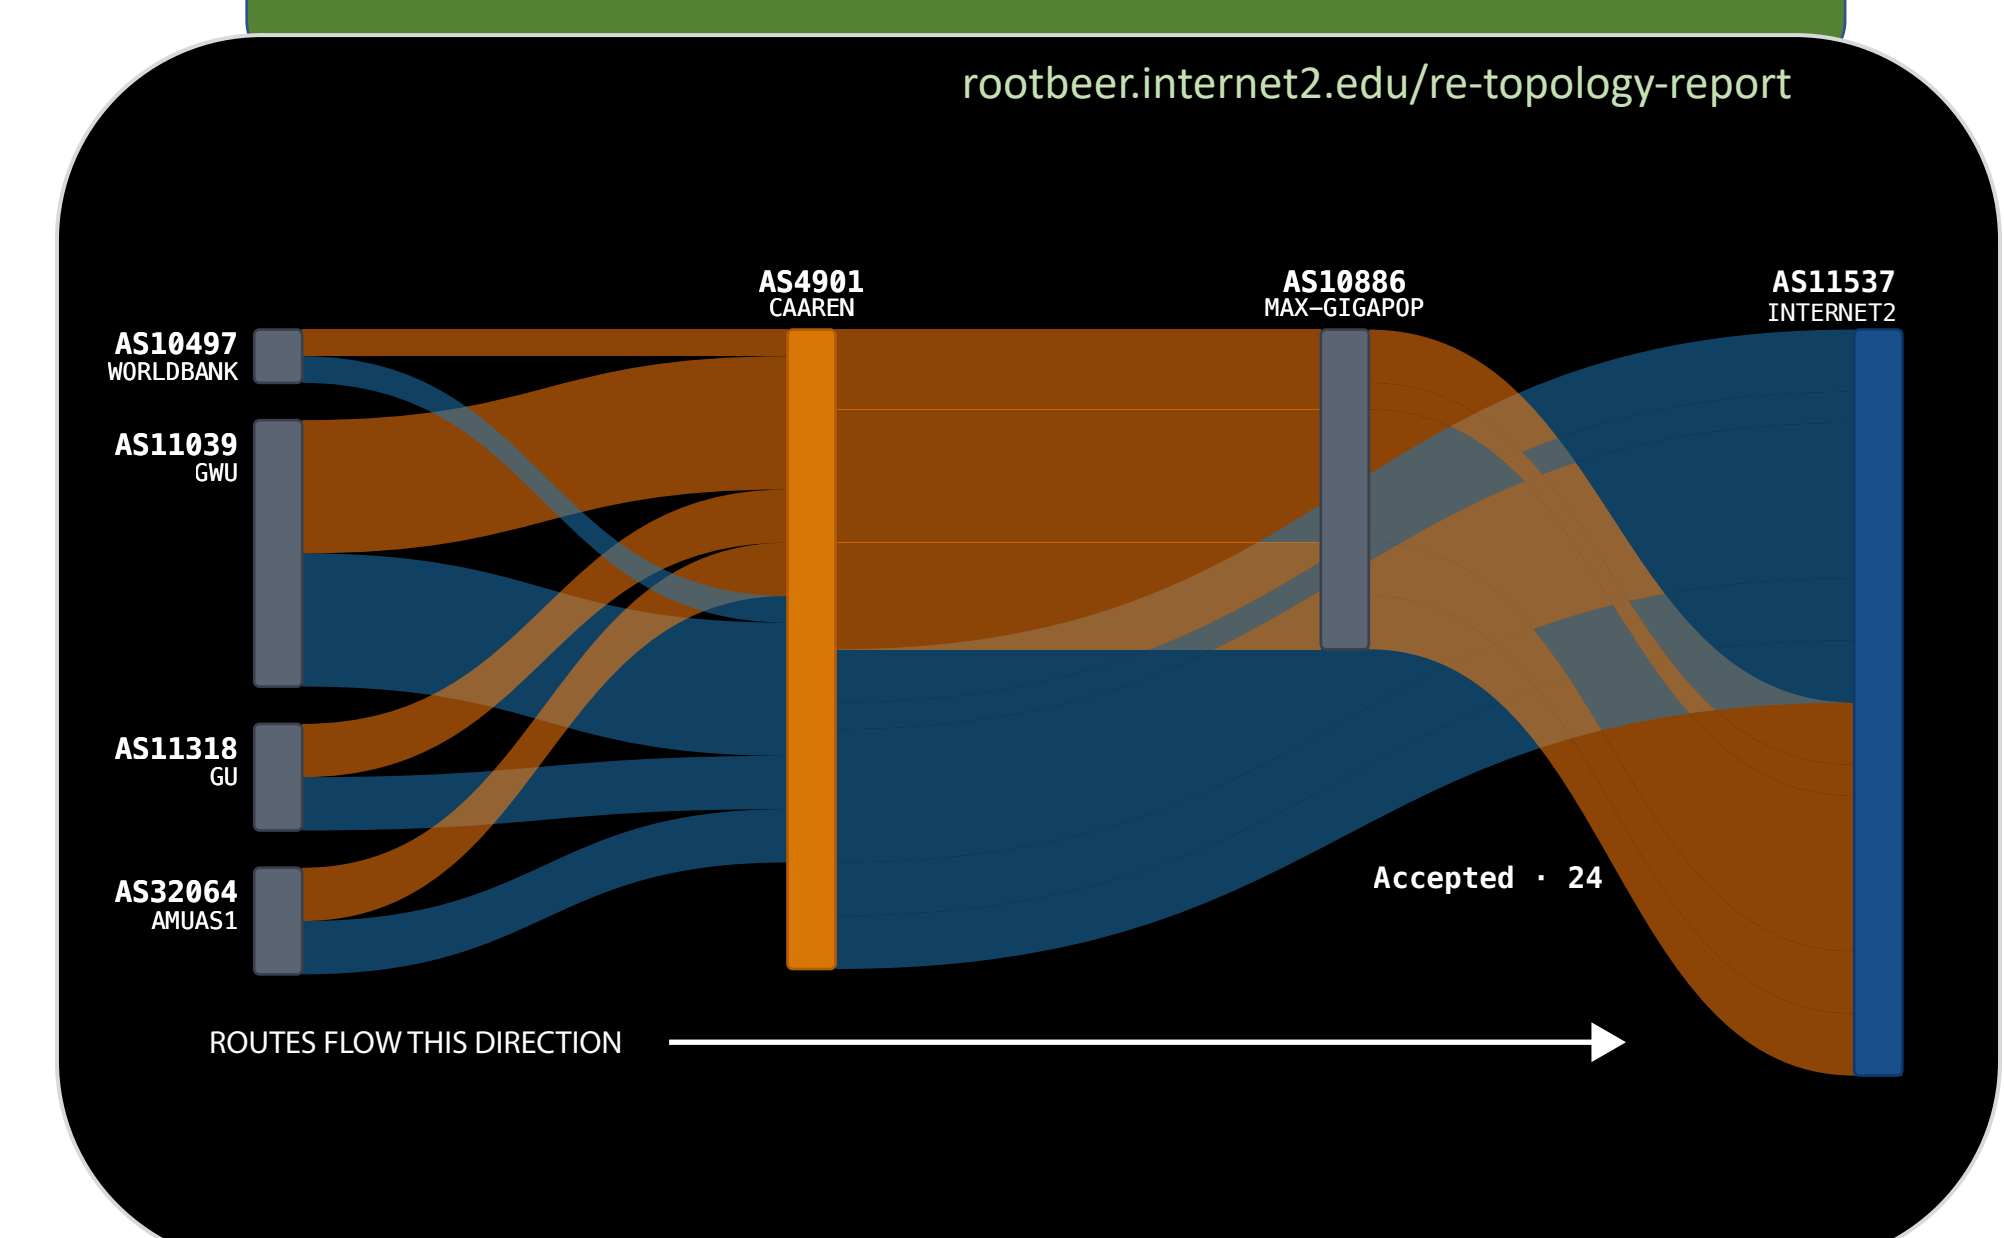 rootbeer.internet2.edu/re-topology-report
AS4901
CAAREN
AS10886
MAX–GIGAPOP
AS11537
INTERNET2
AS10497
WORLDBANK
AS11039
GWU
AS11318
GU
AS32064
AMUAS1
Accepted · 24
ROUTES FLOW THIS DIRECTION